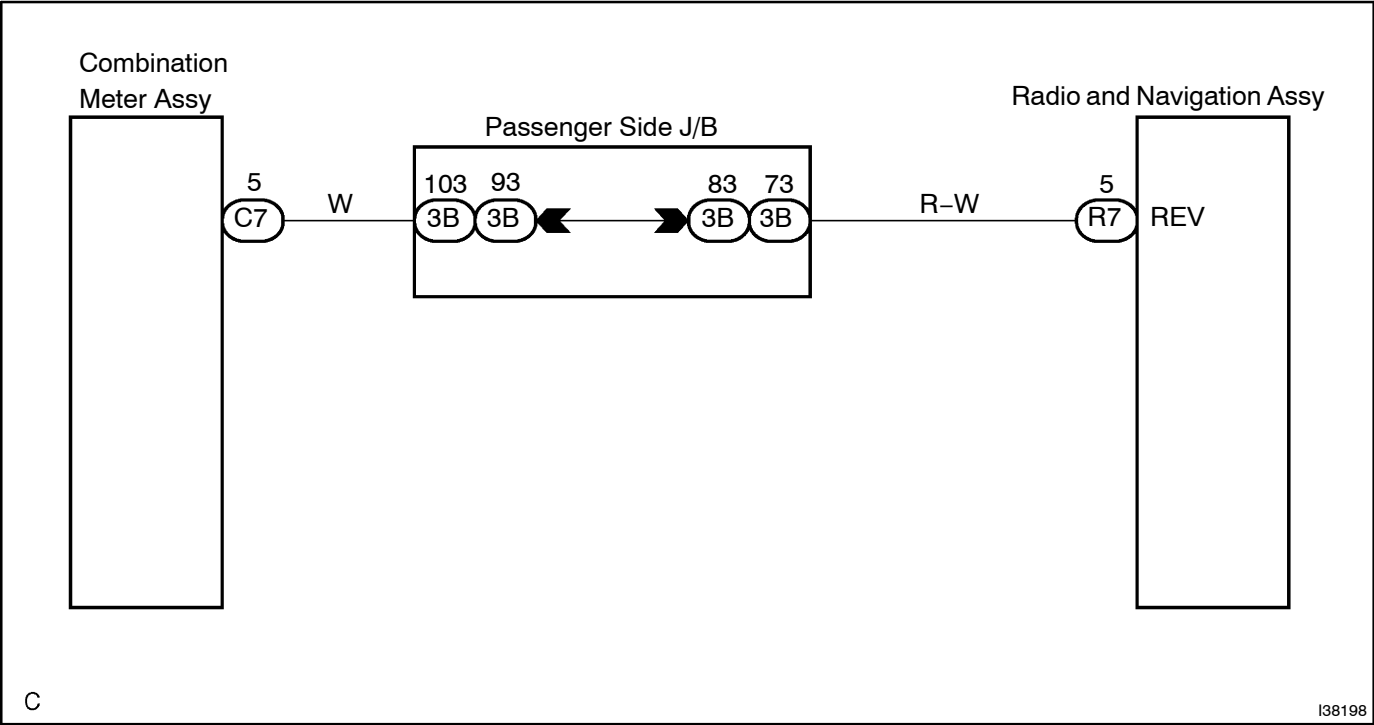 Combination
Meter Assy
Radio and Navigation Assy
Passenger Side J/B
5
103
93
83
73
5
C7
W
3B
3B
3B
3B
R−W
R7
REV
C
I38198